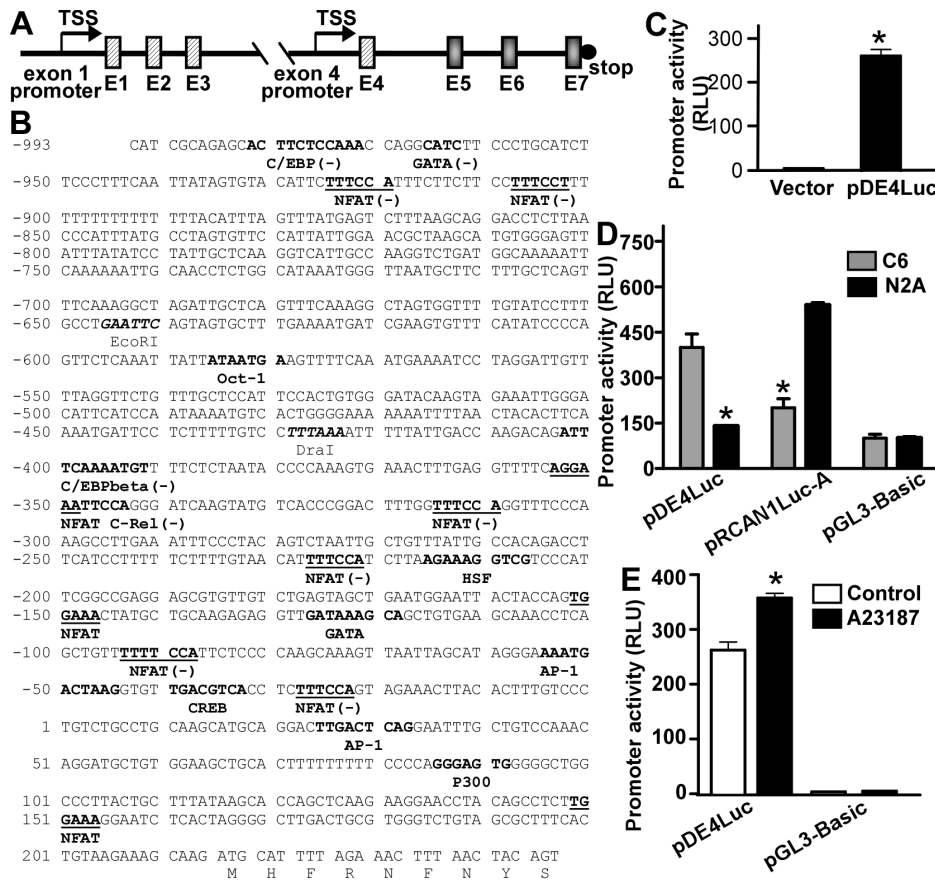 A
TSS
TSS
exon 1
promoter
E1
E2
E3
exon 4
promoter
E4
E5
E6
E7
stop
B
-993 CAT CGCAGAGCAC TTCTCCAAAC CAGGCATCTT CCCTGCATCT
C/EBP(-) GATA(-)
-950 TCCCTTTCAA TTATAGTGTA CATTCTTTCC ATTTCTTCTT CCTTTCCTTT
NFAT(-) NFAT(-)
-900 TTTTTTTTTT TTTACATTTA AGTTATGAGT CTTTAAGCAG GACCTCTTAA
-850 CCCATTTATG CCTAGTGTTC CATTATTGGA ACGCTAAGCA TGTGGGAGTT
-800 ATTTATATCC TATTGCTCAA GGTCATTGCC AAGGTCTGAT GGCAAAAATT
-750 CAAAAATTGC AACCTCTGGC ATAAATGGGT TAATGCTTC TTTGCTCAGT
-700 TTCAAAGGCT AGATTGCTCA GTTTCAAAGG CTAGTGGTTT TGTATCCTTT
-650 GCCTGAATTC AGTAGTGCTT TGAAAATGAT CGAAGTGTTT CATATCCCCA
EcoRI
-600 GTTCTCAAAT TATTATAATG AAGTTTTCAA ATGAAAATCC TAGGATTGTT
Oct-1
-550 TTAGGTTCTG TTTGCTCCAT TCCACTGTGG GATACAAGTA GAAATTGGGA
-500 CATTCATCCA ATAAAATGTC ACTGGGGAAA AAAATTTTAA CTACACTTCA
-450 AAATGATTCC TCTTTTTGTC CTTTAAAATT TTTATTGACC AAGACAGATT
DraI
-400 TCAAAATGTT TTCTCTAATA CCCCAAAGTG AAACTTTGAG GTTTTCAGGA
C/EBPbeta(-)
-350 AATTCCAGGG ATCAAGTATG TCACCCGGAC TTTGGTTTCC AGGTTTCCCA
NFAT C-Rel(-) NFAT(-)
-300 AAGCCTTGAA ATTTCCCTAC AGTCTAATTG CTGTTTATTG CCACAGACCT
-250 TCATCCTTTT TCTTTTGTAA CATTTTCCAT CTTAAGAAAG GTCGTCCCAT
NFAT(-) HSF
-200 TCGGCCGAGG AGCGTGTTGT CTGAGTAGCT GAATGGAATT ACTACCAGTG
-150 GAAACTATGC TGCAAGAGAG GTTGATAAAG CAGCTGTGAA GCAAACCTCA
NFAT GATA
-100 GCTGTTTTTT CCATTCTCCC CAAGCAAAGT TAATTAGCAT AGGGAAAATG
NFAT(-) AP-1
-50 ACTAAGGTGT TGACGTCACC TCTTTCCAGT AGAAACTTAC ACTTTGTCCC
CREB NFAT(-)
1 TGTCTGCCTG CAAGCATGCA GGACTTGACT CAGGAATTTG CTGTCCAAAC
AP-1
51 AGGATGCTGT GGAAGCTGCA CTTTTTTTTT CCCCAGGGAG TGGGGGCTGG
P300
101 CCCTTACTGC TTTATAAGCA CCAGCTCAAG AAGGAACCTA CAGCCTCTTG
151 GAAAGGAATC TCACTAGGGG CTTGACTGCG TGGGTCTGTA GCGCTTTCAC
NFAT
201 TGTAAGAAAG CAAG ATG CAT TTT AGA AAC TTT AAC TAC AGT
M H F R N F N Y S
C
Promoter activity (RLU)
300
200
100
0
*
Vector pDE4Luc
D
Promoter activity (RLU)
750
600
450
300
150
0
C6
N2A
*
*
pDE4Luc
pRCAN1Luc-A
pGL3-Basic
E
Promoter activity (RLU)
400
300
200
100
0
Control
A23187
*
pDE4Luc
pGL3-Basic